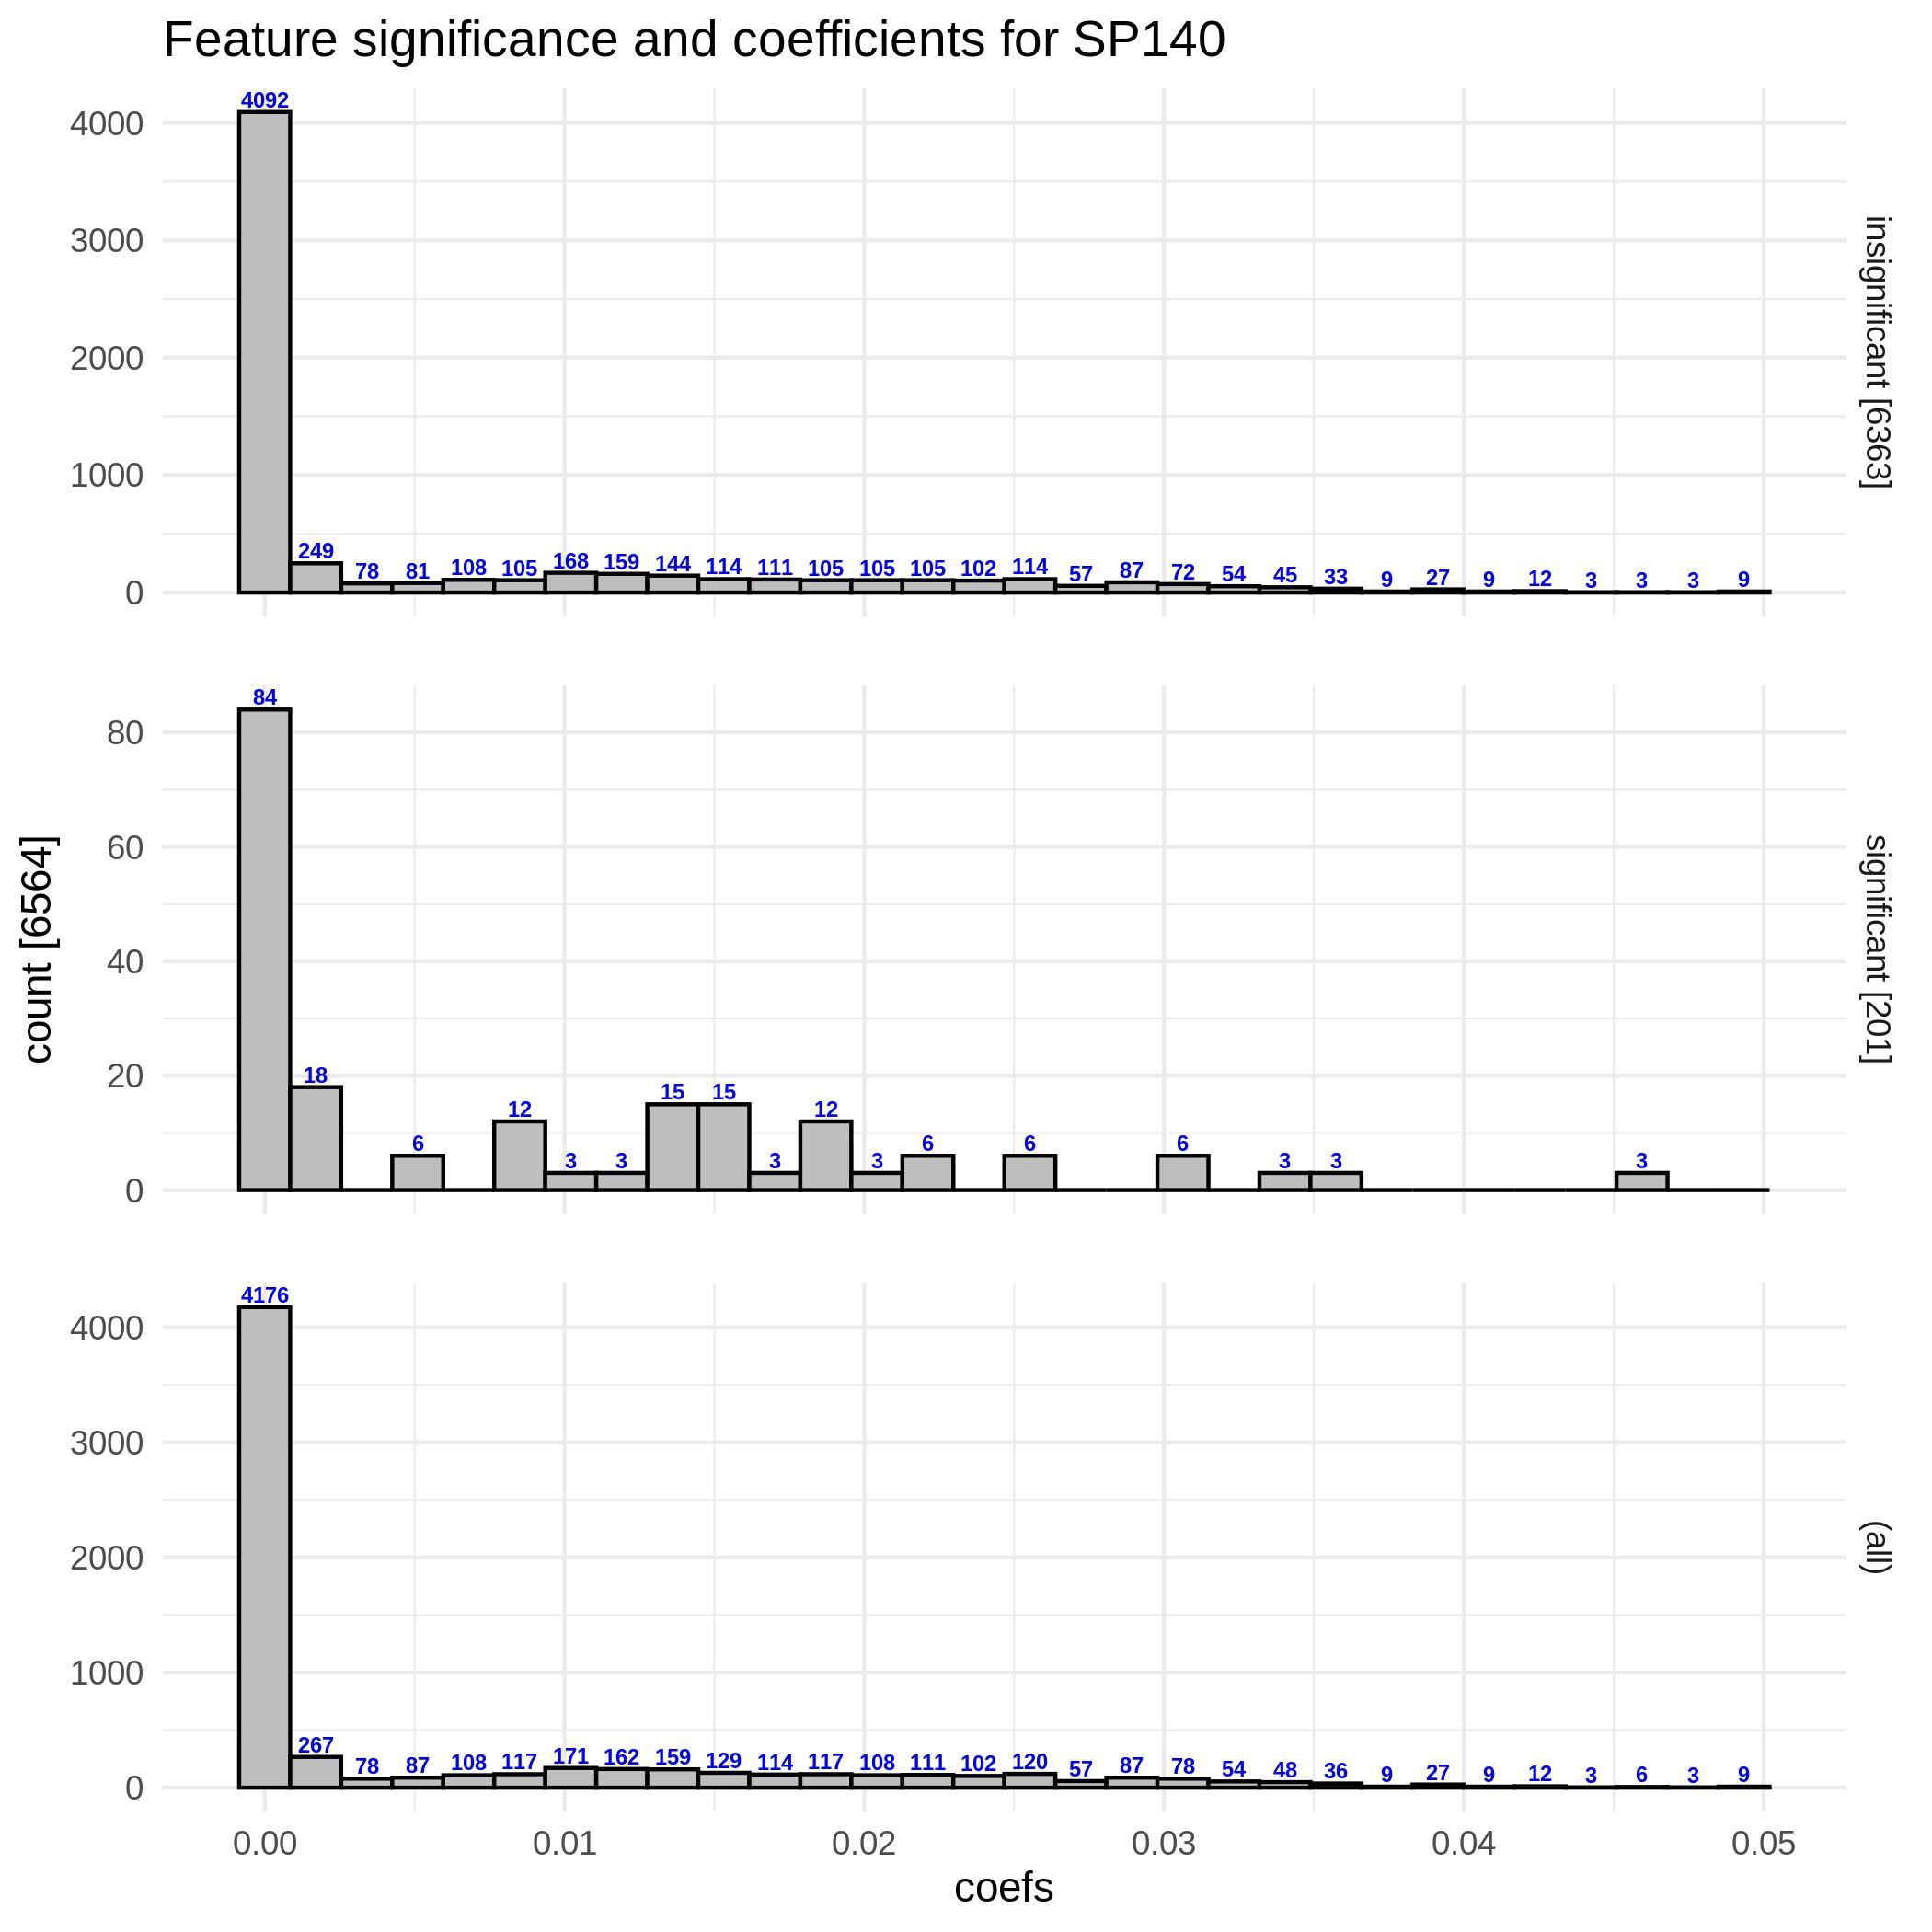 Feature significance and coefficients for SP140
4092
4000
3000
2000
1000
0
249 78 81 108 105 168 159 144 114 111 105 105 105 102 114 57 87 72 54 45 33 9 27 9 12 3 3 3 9
insignificant [6363]
84
80
60
40
20
0
18 6 12 3 3 15 15 3 12 3 6 6 6 3 3 3
significant [201]
count [6564]
4176
4000
3000
2000
1000
0
267 78 87 108 117 171 162 159 129 114 117 108 111 102 120 57 87 78 54 48 36 9 27 9 12 3 6 3 9
(all)
0.00 0.01 0.02 0.03 0.04 0.05
coefs